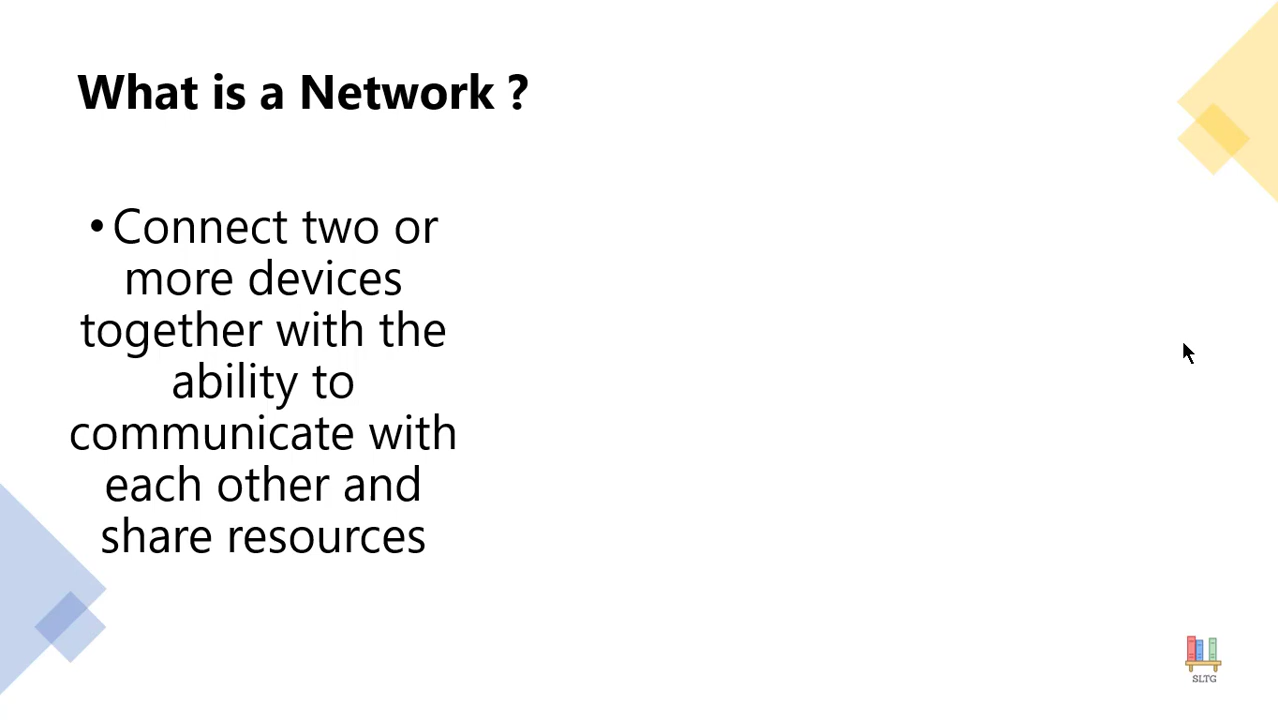 What is a Network ?
• Connect two or
more devices
together with the
ability to
communicate with
each other and
share resources
SLTG